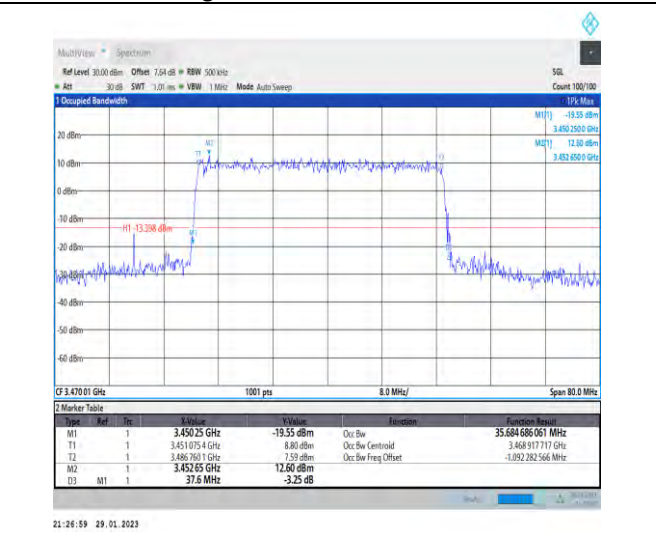 MultiView Spectrum
Ref Level 30.00 dBm Offset 7.64 dB RBW 500 kHz SGL
Att 30 dB SWT 1.01 ms VBW 1 MHz Mode Auto Sweep Count 100/100
1 Occupied Bandwidth 1Pk Max
M1[1] -19.55 dBm
3.450 2500 GHz
M2[1] 12.60 dBm
3.452 6500 GHz
20 dBm
M2
T1
10 dBm
0 dBm
-10 dBm
H1 -13.398 dBm
M1
-20 dBm
-30 dBm
-40 dBm
-50 dBm
-60 dBm
CF 3.470 01 GHz 1001 pts 8.0 MHz/ Span 80.0 MHz
2 Marker Table
Type Ref Trc X-Value Y-Value Function Function Result
M1 1 3.450 25 GHz -19.55 dBm Occ Bw 35.684 686 061 MHz
T1 1 3.451 075 4 GHz 8.80 dBm Occ Bw Centroid 3.468 917 717 GHz
T2 1 3.486 760 1 GHz 7.59 dBm Occ Bw Freq Offset -1.092 282 566 MHz
M2 1 3.452 65 GHz 12.60 dBm
D3 M1 1 37.6 MHz -3.25 dB
21:26:59 29.01.2023